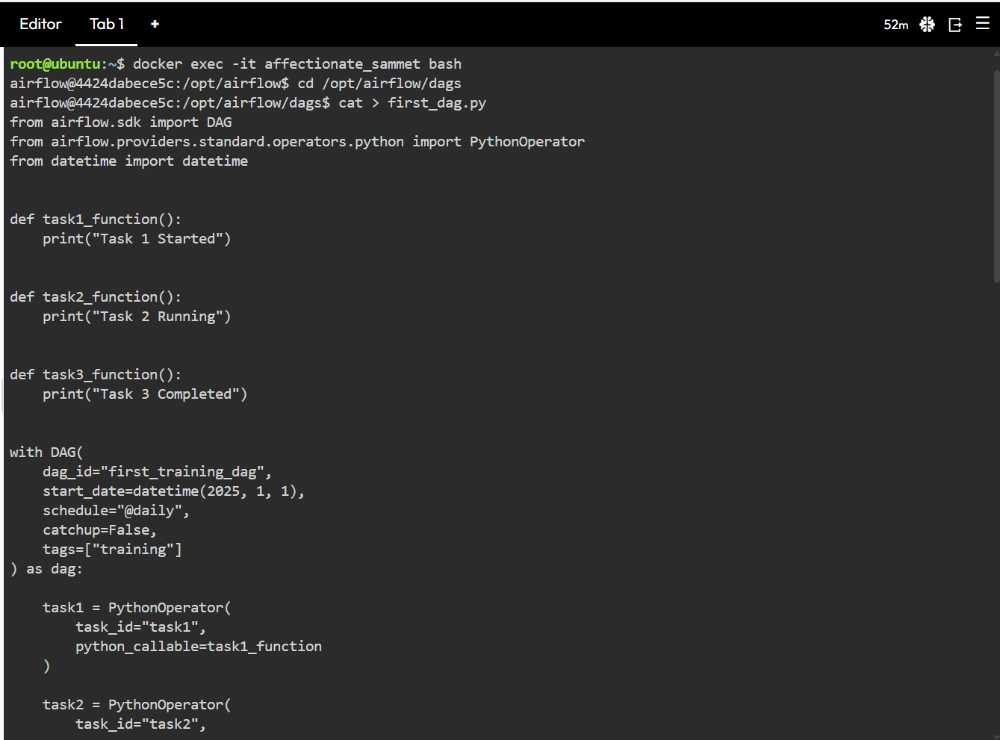 Editor Tab 1 + 52m
root@ubuntu:~$ docker exec -it affectionate_sammet bash
airflow@4424dabece5c:/opt/airflow$ cd /opt/airflow/dags
airflow@4424dabece5c:/opt/airflow/dags$ cat > first_dag.py
from airflow.sdk import DAG
from airflow.providers.standard.operators.python import PythonOperator
from datetime import datetime
def task1_function():
    print("Task 1 Started")
def task2_function():
    print("Task 2 Running")
def task3_function():
    print("Task 3 Completed")
with DAG(
    dag_id="first_training_dag",
    start_date=datetime(2025, 1, 1),
    schedule="@daily",
    catchup=False,
    tags=["training"]
) as dag:
    task1 = PythonOperator(
        task_id="task1",
        python_callable=task1_function
    )
    task2 = PythonOperator(
        task_id="task2",